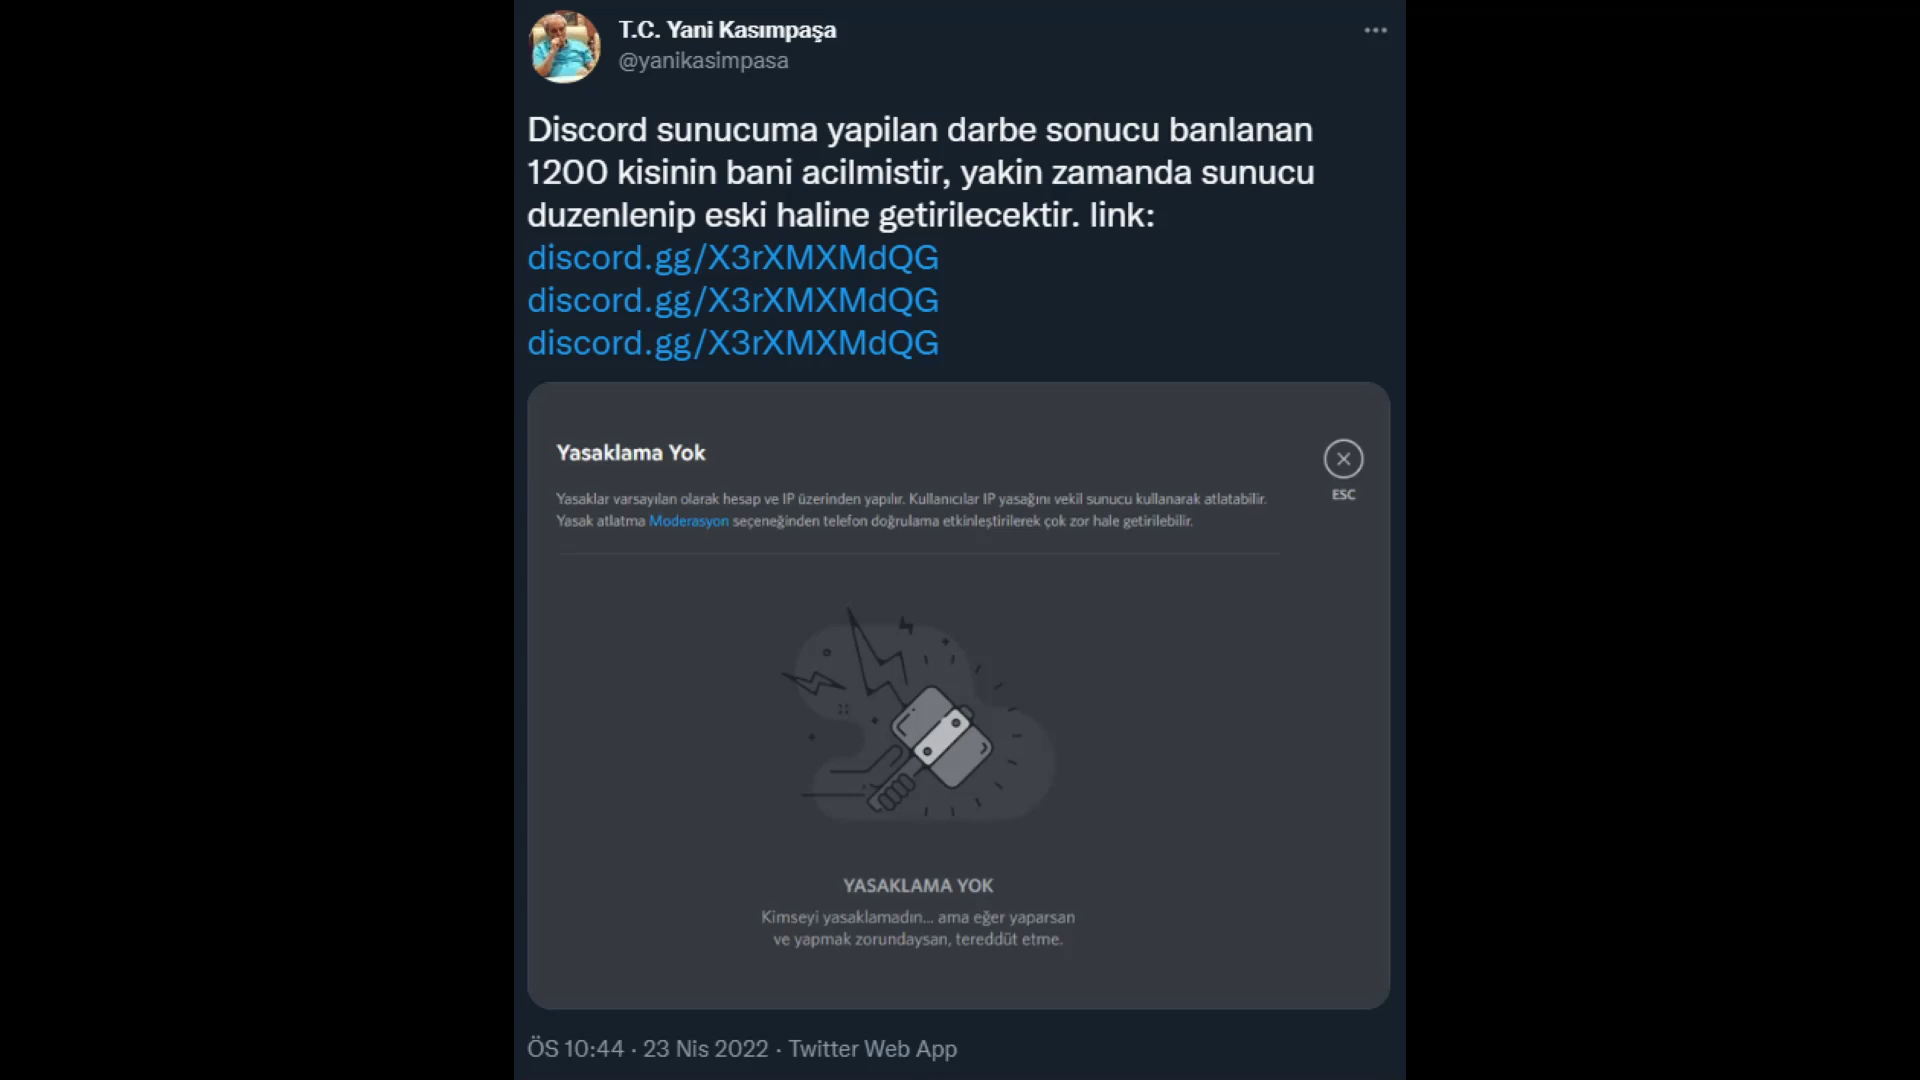 T.C. Yani Kasımpaşa
@yanikasimpasa
Discord sunucuma yapilan darbe sonucu banlanan
1200 kisinin bani acilmistir, yakin zamanda sunucu
duzenlenip eski haline getirilecektir. link:
discord.gg/X3rXMXMdQG
discord.gg/X3rXMXMdQG
discord.gg/X3rXMXMdQG
Yasaklama Yok
ESC
Yasaklar varsayılan olarak hesap ve IP üzerinden yapılır. Kullanıcılar IP yasağını vekil sunucu kullanarak atlatabilir.
Yasak atlatma Moderasyon seçeneğinden telefon doğrulama etkinleştirilerek çok zor hale getirilebilir.
YASAKLAMA YOK
Kimseyi yasaklamadın... ama eğer yaparsan
ve yapmak zorundaysan, tereddüt etme.
ÖS 10:44 · 23 Nis 2022 · Twitter Web App